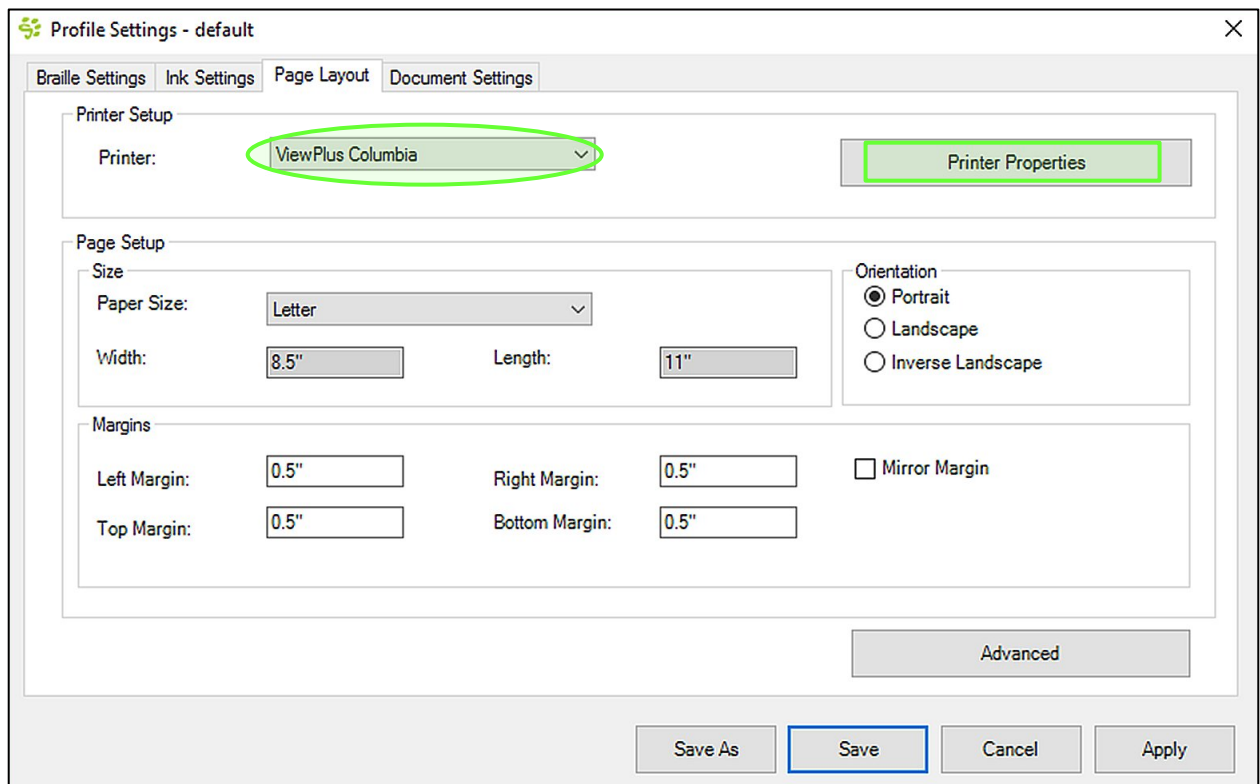 Profile Settings - default
Braille Settings Ink Settings Page Layout Document Settings
Printer Setup
Printer: ViewPlus Columbia Printer Properties
Page Setup
Size
Paper Size: Letter
Width: 8.5" Length: 11"
Orientation
Portrait
Landscape
Inverse Landscape
Margins
Left Margin: 0.5" Right Margin: 0.5" Mirror Margin
Top Margin: 0.5" Bottom Margin: 0.5"
Advanced
Save As Save Cancel Apply